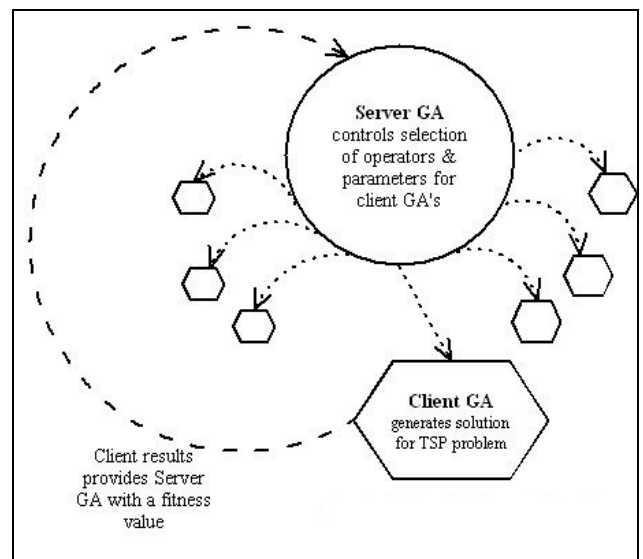 Server GA
controls selection
of operators &
parameters for
client GA's
Client GA
generates solution
for TSP problem
Client results
provides Server
GA with a fitness
value